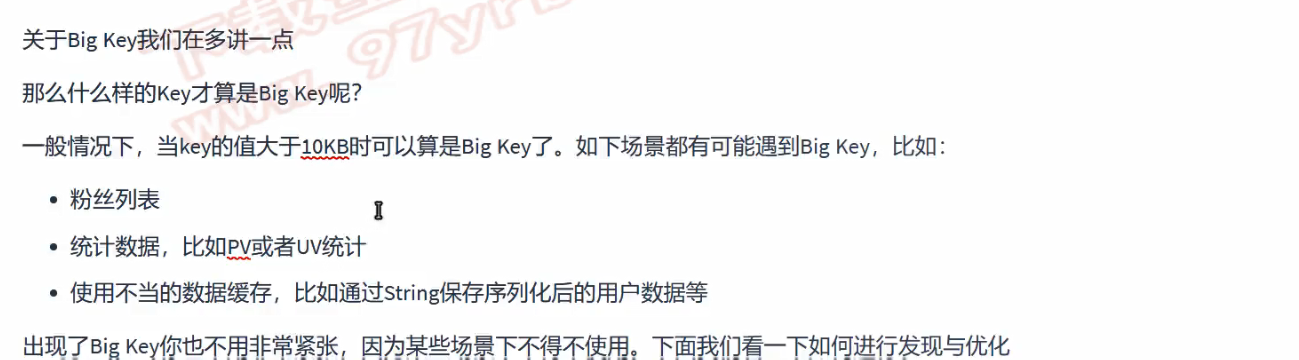 关于Big Key我们在多讲一点
那么什么样的Key才算是Big Key呢?
一般情况下，当key的值大于10KB时可以算是Big Key了。如下场景都有可能遇到Big Key，比如：
• 粉丝列表
• 统计数据，比如PV或者UV统计
• 使用不当的数据缓存，比如通过String保存序列化后的用户数据等
出现了Big Key你也不用非常紧张，因为某些场景下不得不使用。下面我们看一下如何进行发现与优化